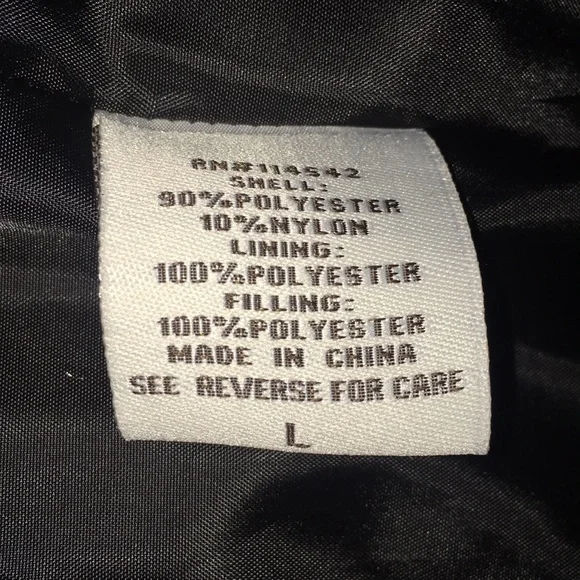 RN#114542
SHELL:
90%POLYESTER
10%NYLON
LINING:
100%POLYESTER
FILLING:
100%POLYESTER
MADE IN CHINA
SEE REVERSE FOR CARE
L